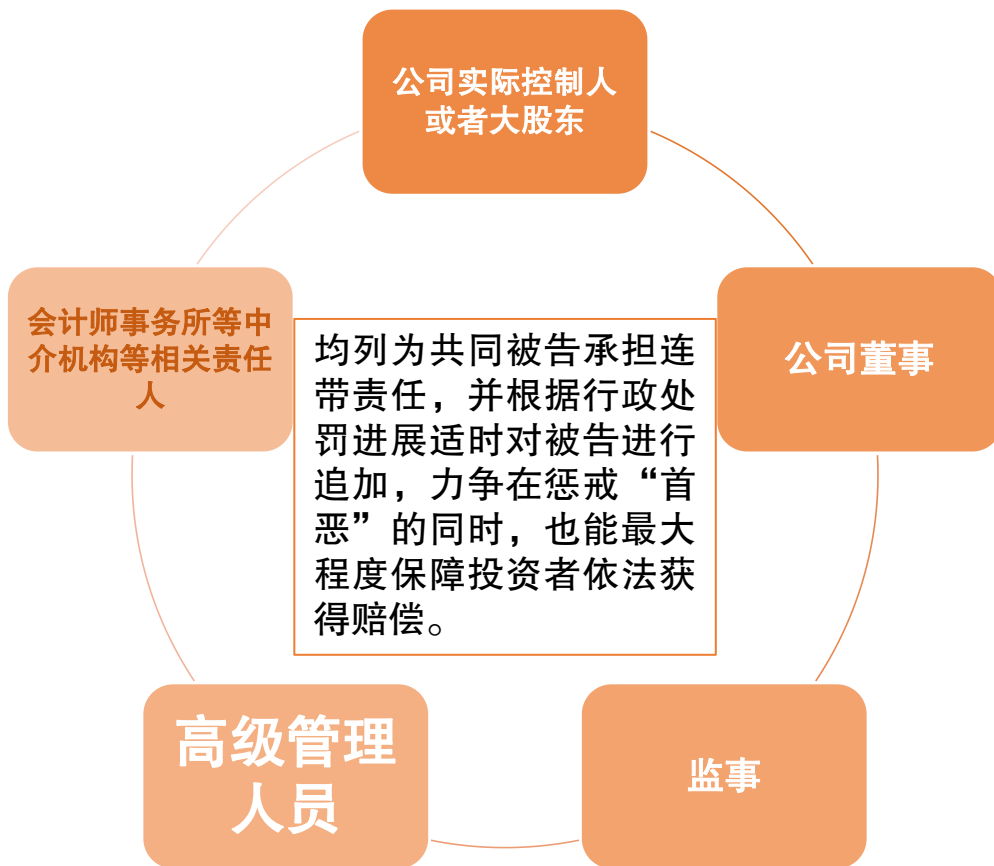 公司实际控制人
或者大股东
会计师事务所等中
介机构等相关责任
人
均列为共同被告承担连
带责任，并根据行政处
罚进展适时对被告进行
追加，力争在惩戒“首
恶”的同时，也能最大
程度保障投资者依法获
得赔偿。
公司董事
高级管理
人员
监事